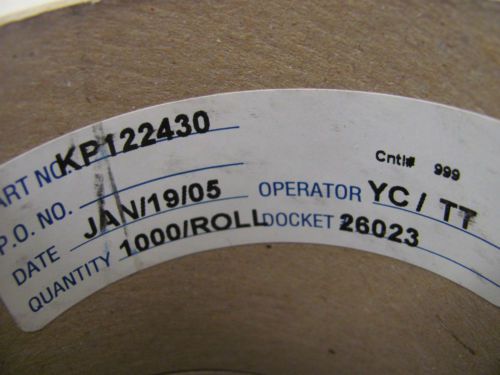 ART NO. KP122430
Cntl# 999
P.O. NO.
DATE JAN/19/05 OPERATOR YC / TT
QUANTITY 1000/ROLL DOCKET # 26023